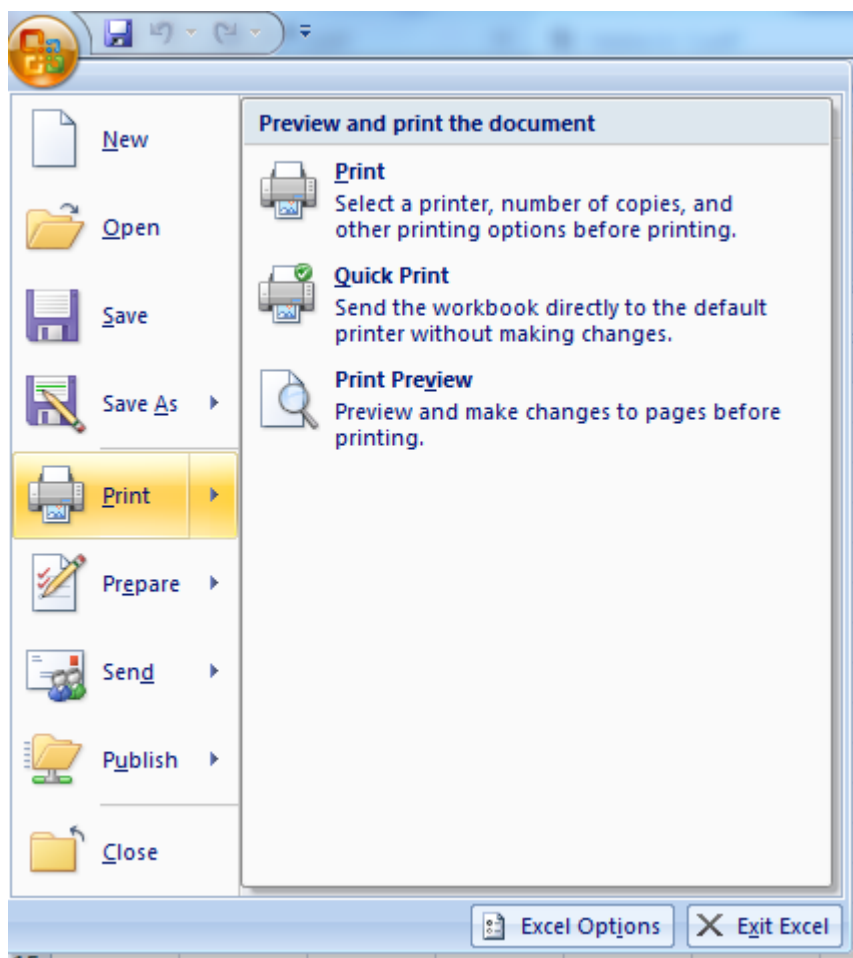 New
Open
Save
Save As
Print
Prepare
Send
Publish
Close
Preview and print the document
Print
Select a printer, number of copies, and
other printing options before printing.
Quick Print
Send the workbook directly to the default
printer without making changes.
Print Preview
Preview and make changes to pages before
printing.
Excel Options
Exit Excel